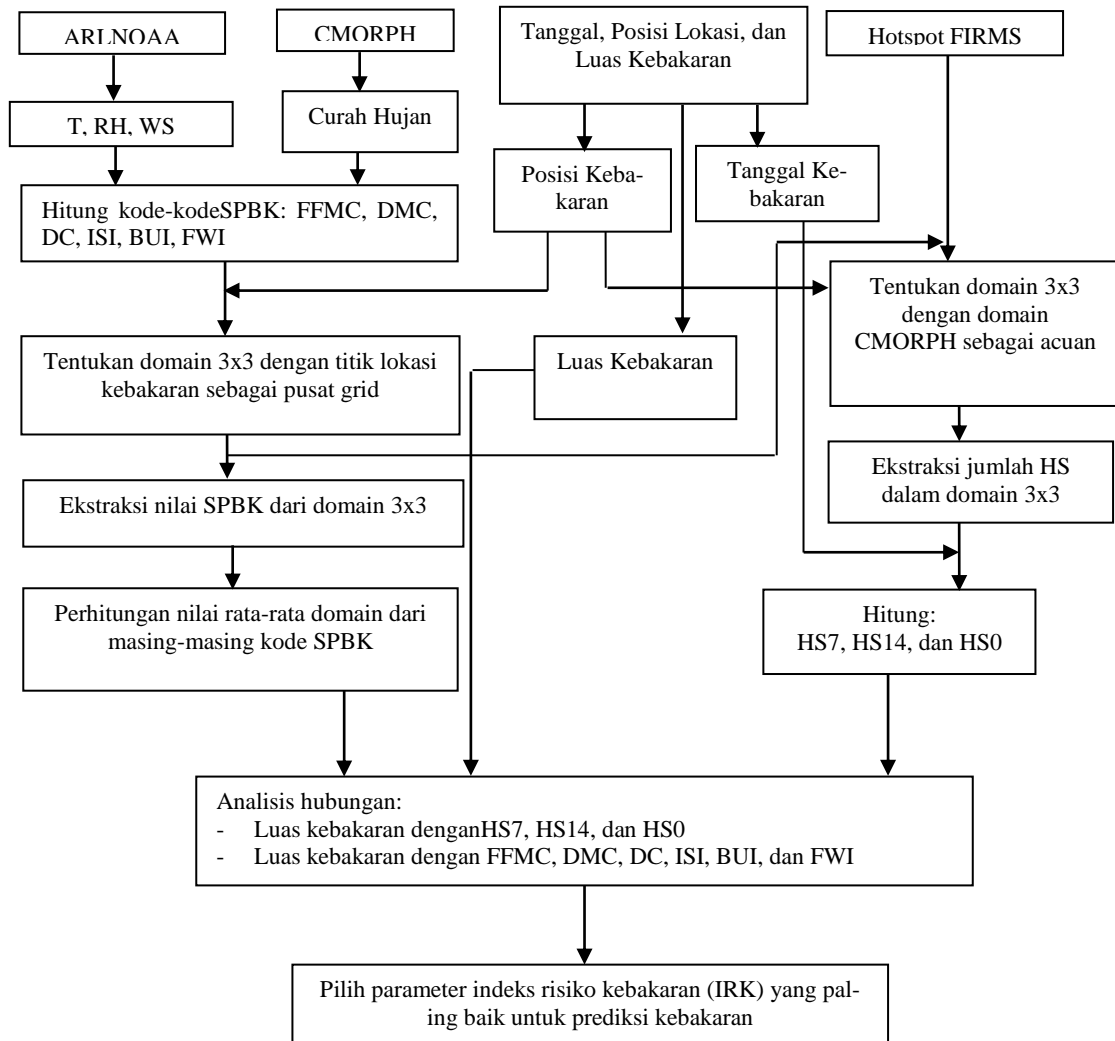 ARLNOAA
CMORPH
Tanggal, Posisi Lokasi, dan
Luas Kebakaran
Hotspot FIRMS
T, RH, WS
Curah Hujan
Posisi Keba-
karan
Tanggal Ke-
bakaran
Hitung kode-kodeSPBK: FFMC, DMC,
DC, ISI, BUI, FWI
Tentukan domain 3x3
dengan domain
CMORPH sebagai acuan
Tentukan domain 3x3 dengan titik lokasi
kebakaran sebagai pusat grid
Luas Kebakaran
Ekstraksi jumlah HS
dalam domain 3x3
Ekstraksi nilai SPBK dari domain 3x3
Perhitungan nilai rata-rata domain dari
masing-masing kode SPBK
Hitung:
HS7, HS14, dan HS0
Analisis hubungan:
- Luas kebakaran denganHS7, HS14, dan HS0
- Luas kebakaran dengan FFMC, DMC, DC, ISI, BUI, dan FWI
Pilih parameter indeks risiko kebakaran (IRK) yang pal-
ing baik untuk prediksi kebakaran